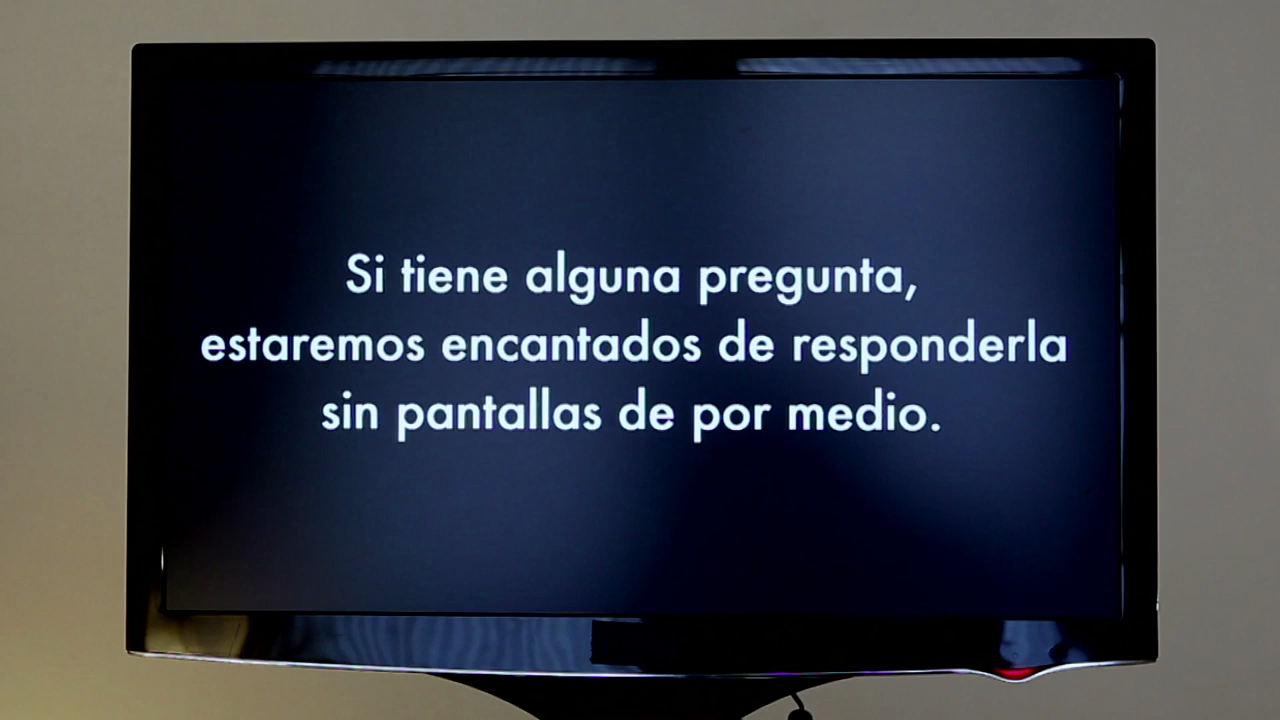 Si tiene alguna pregunta,
estaremos encantados de responderla
sin pantallas de por medio.